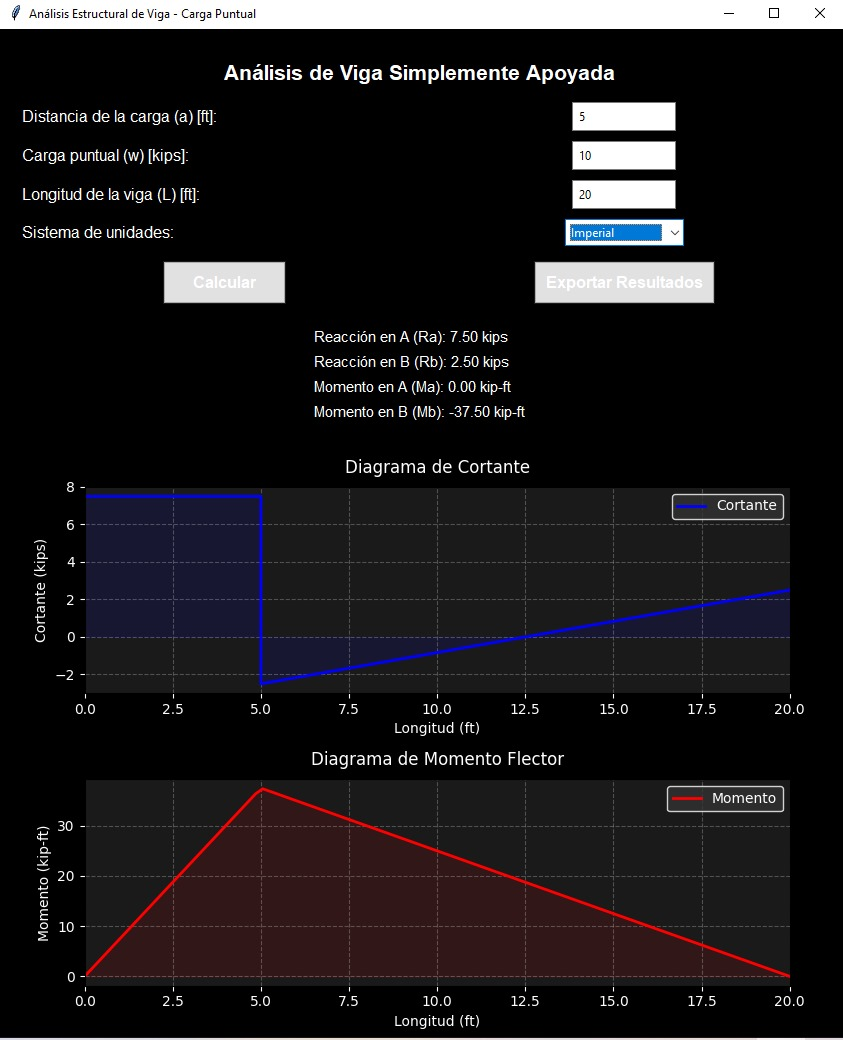 Análisis Estructural de Viga - Carga Puntual
Análisis de Viga Simplemente Apoyada
Distancia de la carga (a) [ft]: 5
Carga puntual (w) [kips]: 10
Longitud de la viga (L) [ft]: 20
Sistema de unidades: Imperial
Calcular Exportar Resultados
Reacción en A (Ra): 7.50 kips
Reacción en B (Rb): 2.50 kips
Momento en A (Ma): 0.00 kip-ft
Momento en B (Mb): -37.50 kip-ft
Diagrama de Cortante
Cortante
Cortante (kips)
8
6
4
2
0
−2
0.0 2.5 5.0 7.5 10.0 12.5 15.0 17.5 20.0
Longitud (ft)
Diagrama de Momento Flector
Momento
Momento (kip-ft)
30
20
10
0
0.0 2.5 5.0 7.5 10.0 12.5 15.0 17.5 20.0
Longitud (ft)